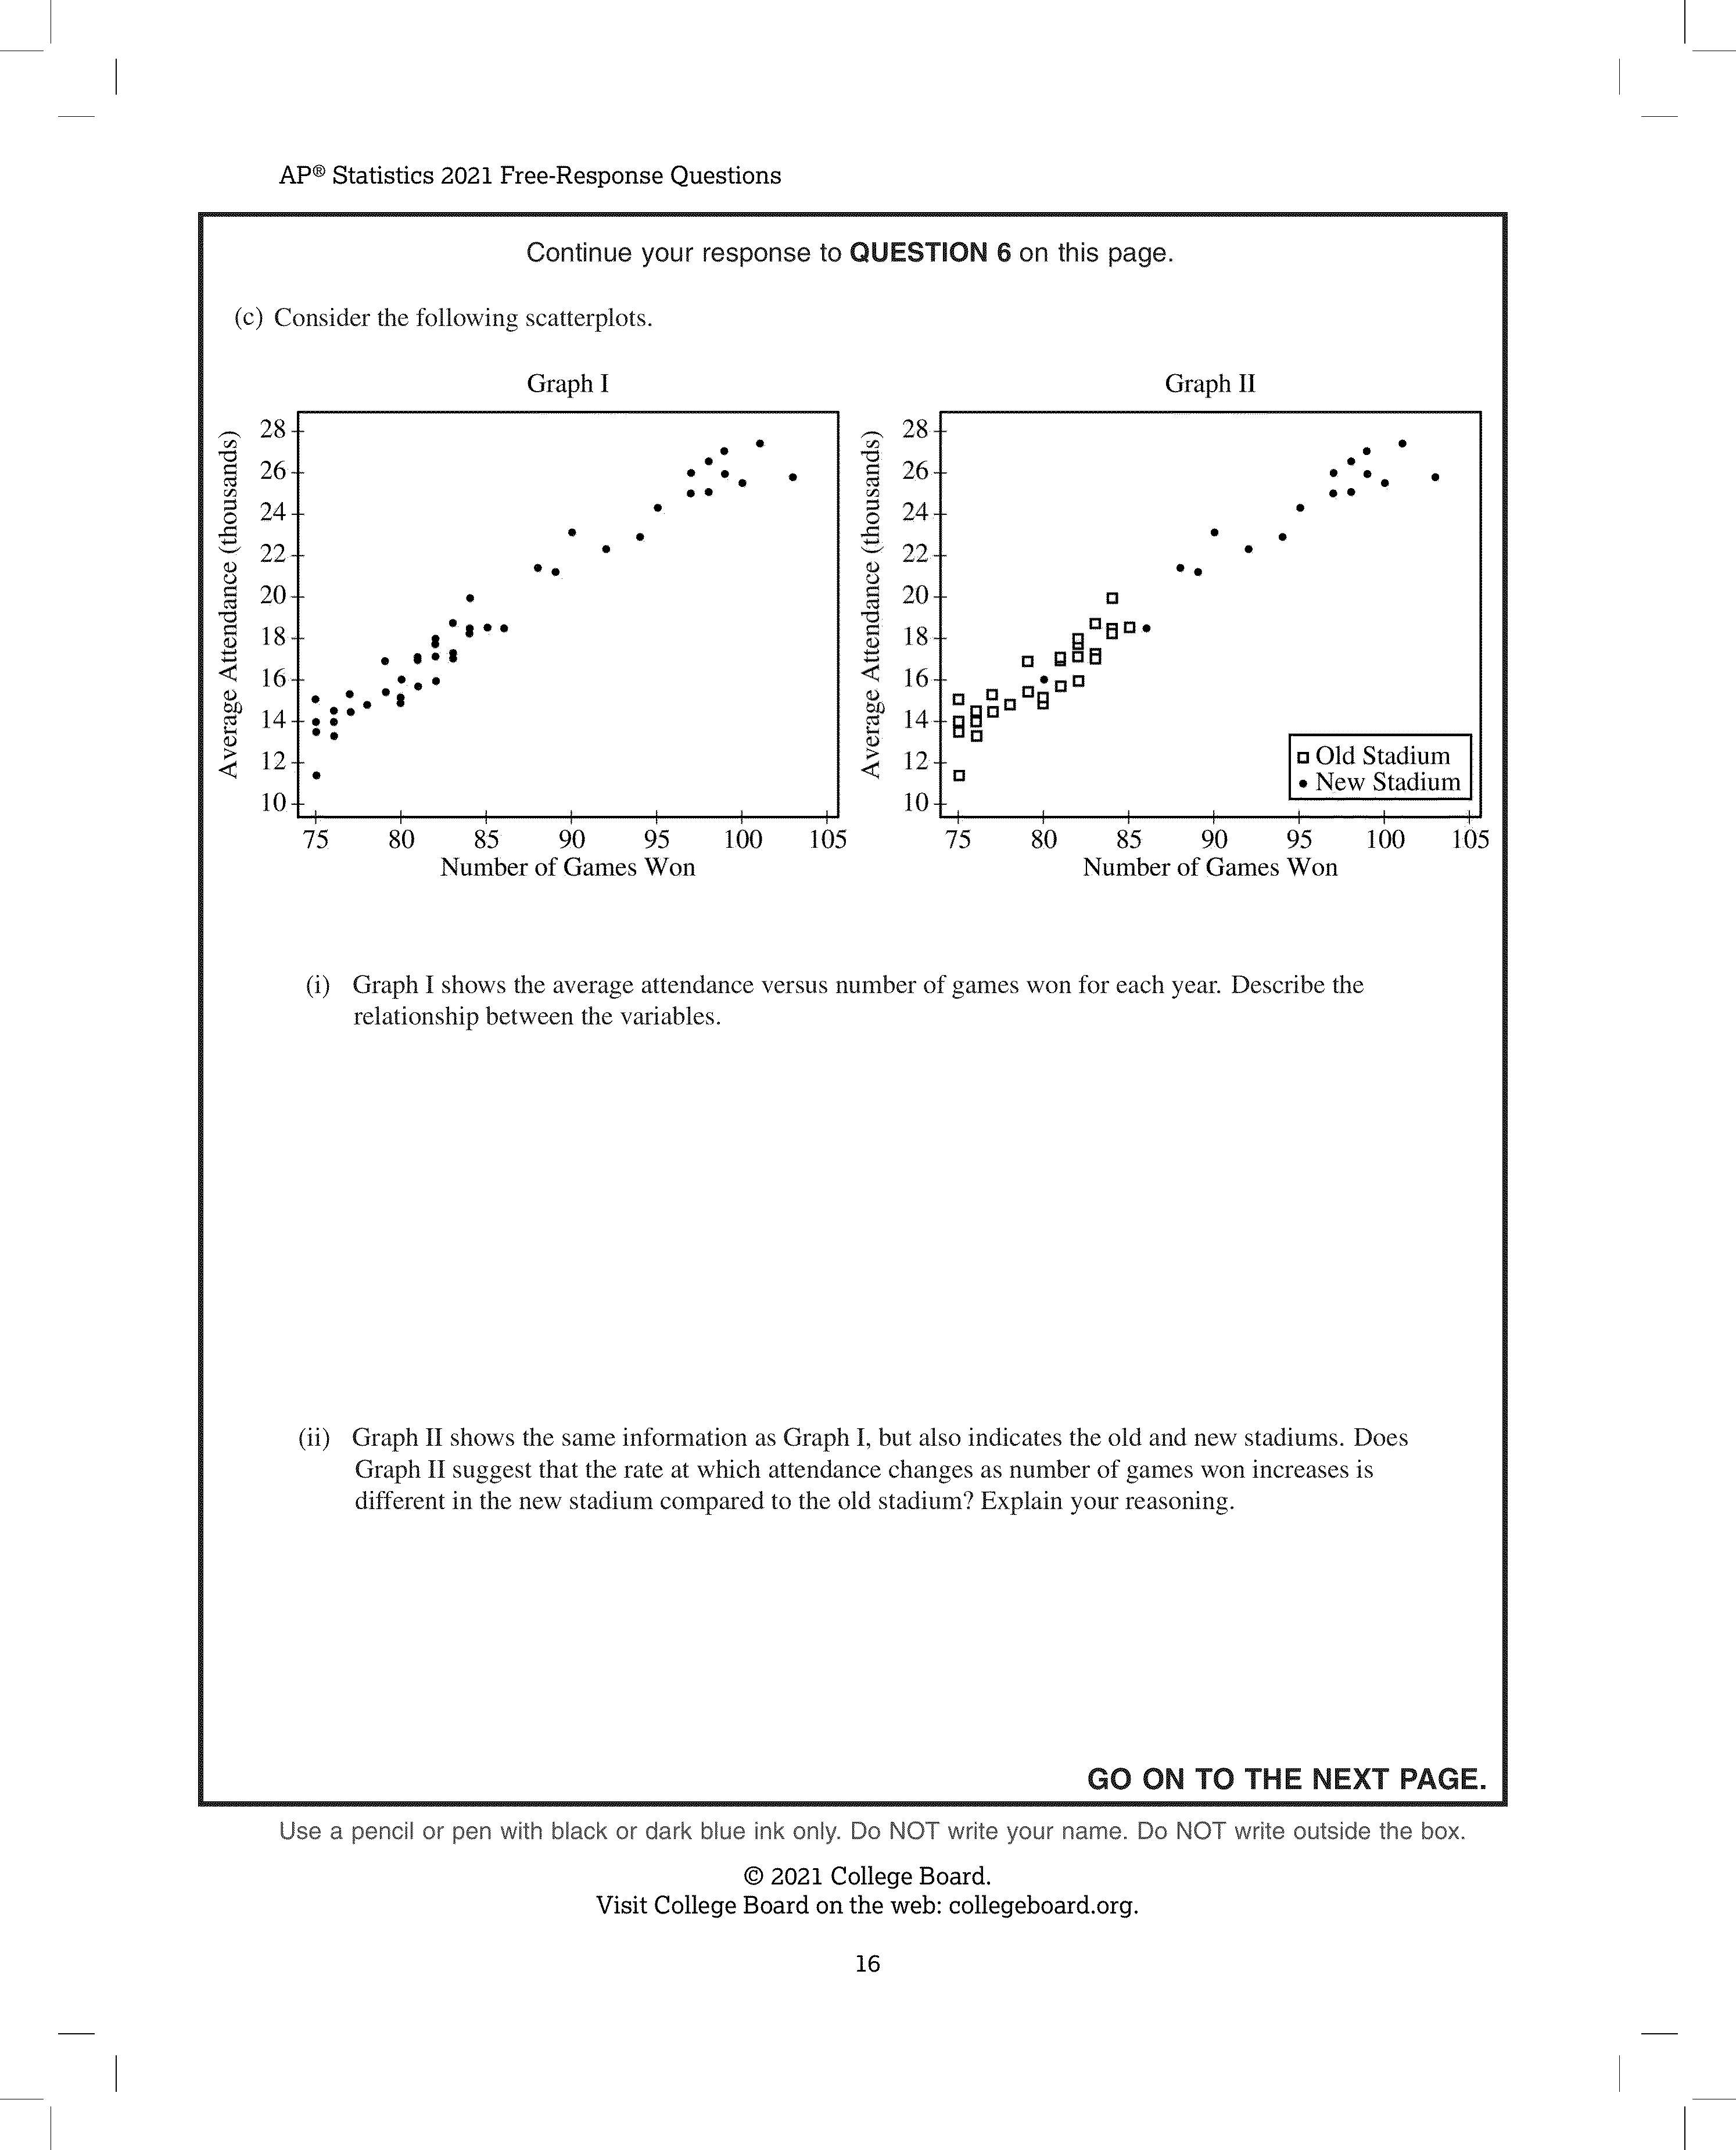 AP® Statistics 2021 Free-Response Questions
Continue your response to QUESTION 6 on this page.
(c) Consider the following scatterplots.
Graph I
Graph II
Average Attendance (thousands)
28
26
24
22
20
18
16
14
12
10
75 80 85 90 95 100 105
Number of Games Won
Average Attendance (thousands)
28
26
24
22
20
18
16
14
12
10
Old Stadium
New Stadium
75 80 85 90 95 100 105
Number of Games Won
(i) Graph I shows the average attendance versus number of games won for each year. Describe the
relationship between the variables.
(ii) Graph II shows the same information as Graph I, but also indicates the old and new stadiums. Does
Graph II suggest that the rate at which attendance changes as number of games won increases is
different in the new stadium compared to the old stadium? Explain your reasoning.
GO ON TO THE NEXT PAGE.
Use a pencil or pen with black or dark blue ink only. Do NOT write your name. Do NOT write outside the box.
© 2021 College Board.
Visit College Board on the web: collegeboard.org.
16